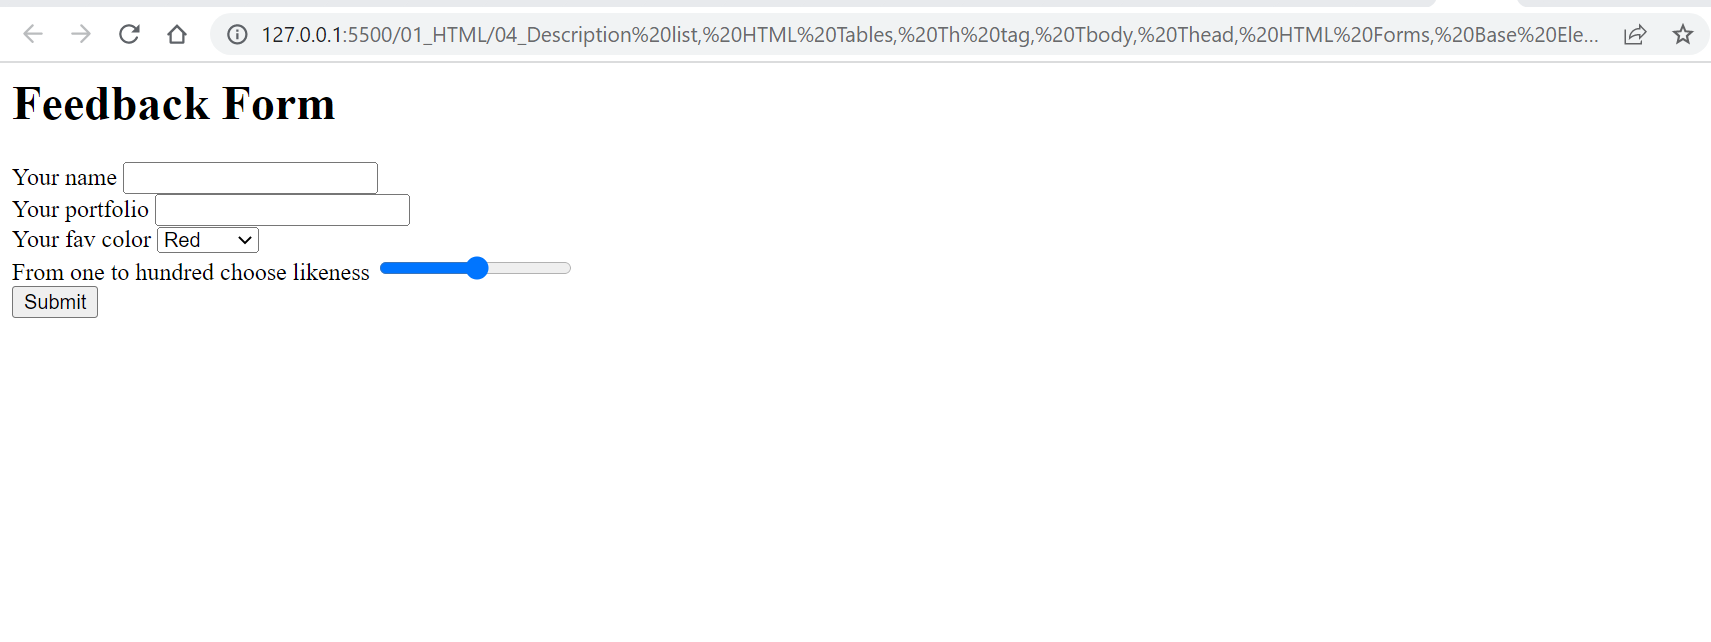 127.0.0.1:5500/01_HTML/04_Description%20list,%20HTML%20Tables,%20Th%20tag,%20Tbody,%20Thead,%20HTML%20Forms,%20Base%20Ele...
Feedback Form
Your name
Your portfolio
Your fav color Red
From one to hundred choose likeness
Submit